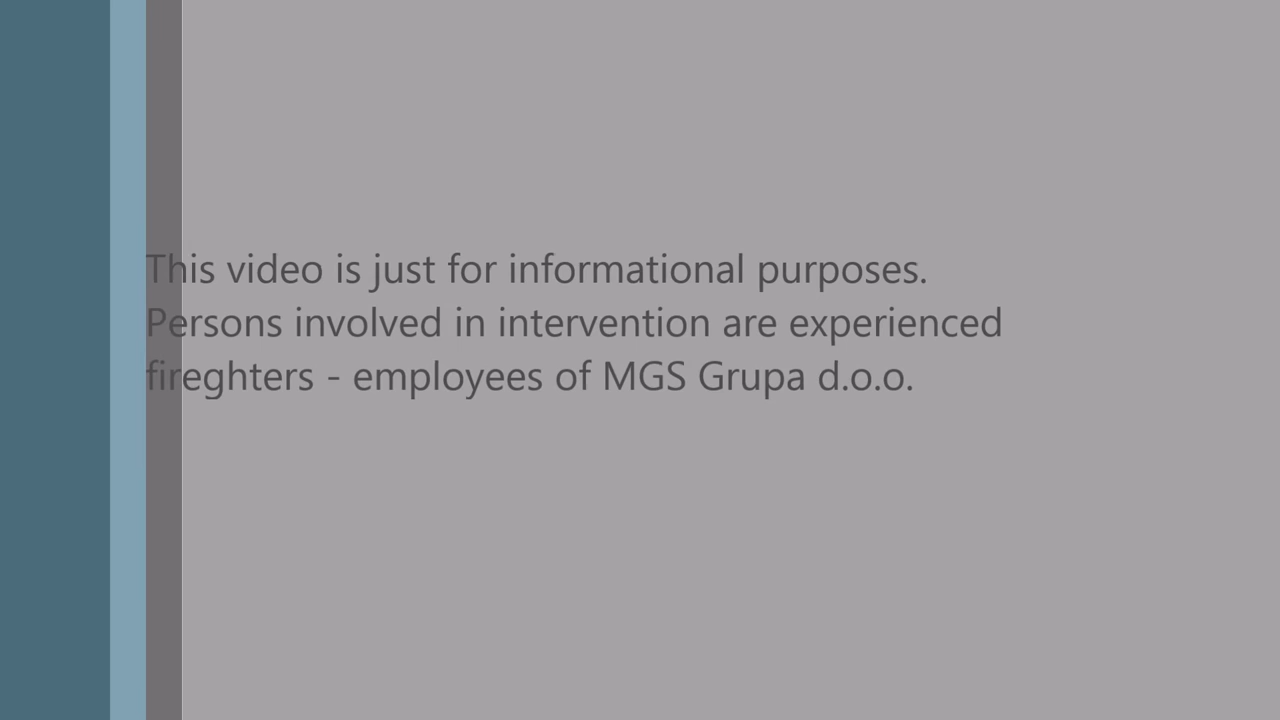 This video is just for informational purposes.
Persons involved in intervention are experienced
fireghters - employees of MGS Grupa d.o.o.